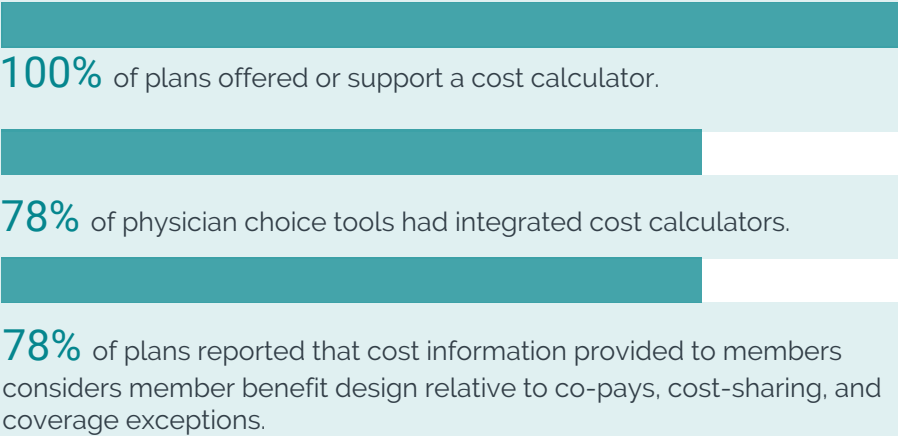 100% of plans offered or support a cost calculator.
78% of physician choice tools had integrated cost calculators.
78% of plans reported that cost information provided to members
considers member benefit design relative to co-pays, cost-sharing, and
coverage exceptions.